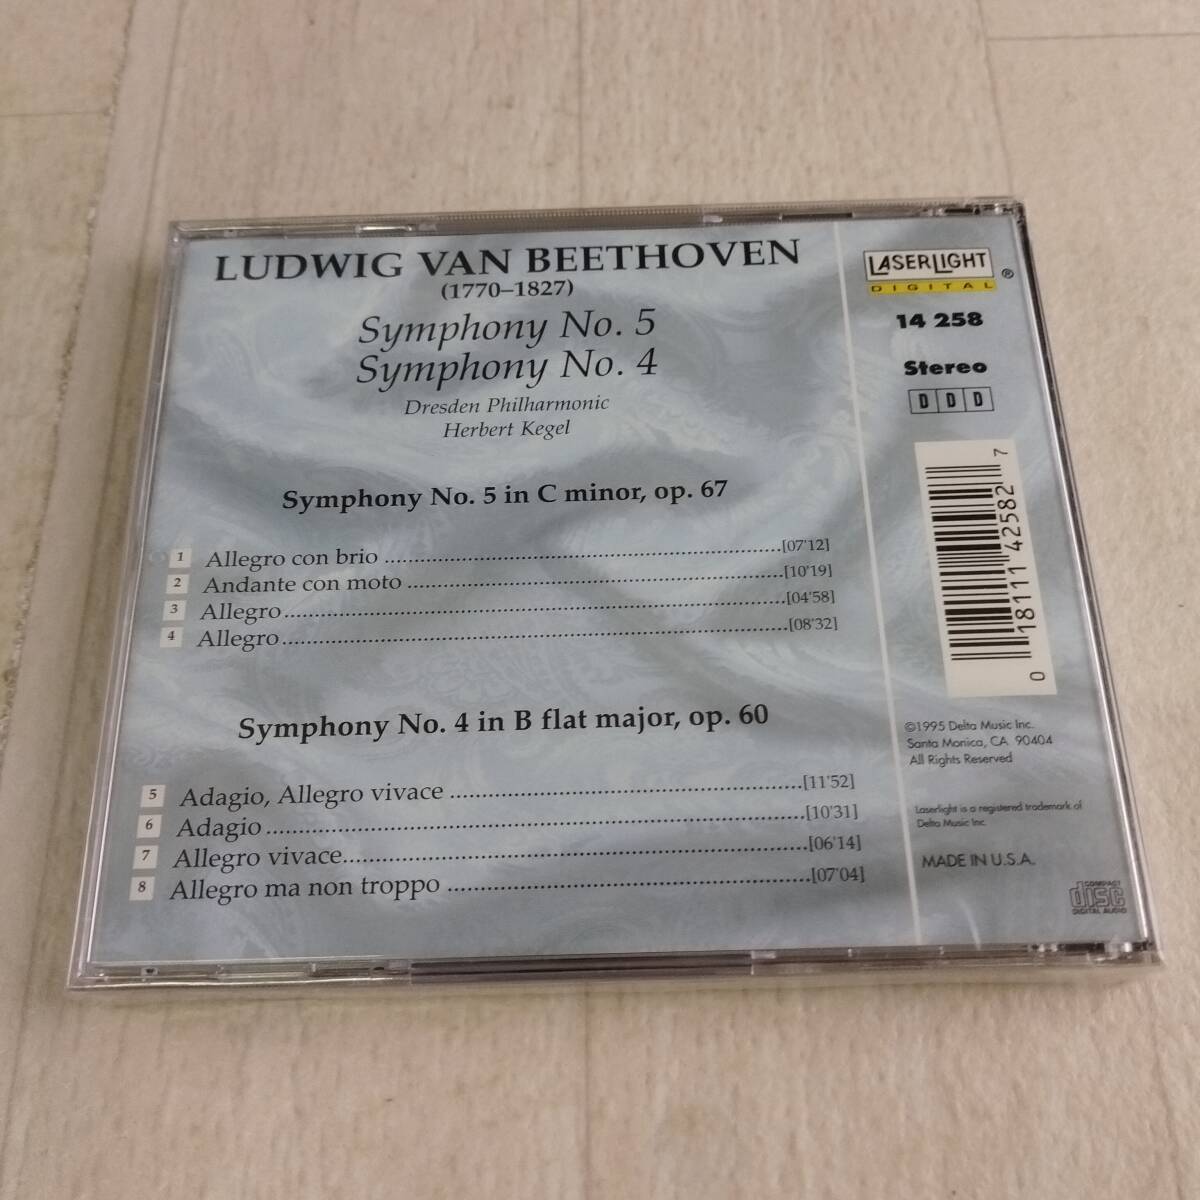 LUDWIG VAN BEETHOVEN
(1770–1827)
Symphony No. 5
Symphony No. 4
Dresden Philharmonic
Herbert Kegel
Symphony No. 5 in C minor, op. 67
1 Allegro con brio [07'12]
2 Andante con moto [10'19]
3 Allegro [04'58]
4 Allegro [08'32]
Symphony No. 4 in B flat major, op. 60
5 Adagio, Allegro vivace [11'52]
6 Adagio [10'31]
7 Allegro vivace [06'14]
8 Allegro ma non troppo [07'04]
LASERLIGHT ®
DIGITAL
14 258
Stereo
D D D
0 18111 42582 7
©1995 Delta Music Inc.
Santa Monica, CA 90404
All Rights Reserved
Laserlight is a registered trademark of
Delta Music Inc.
MADE IN U.S.A.
COMPACT
disc
DIGITAL AUDIO